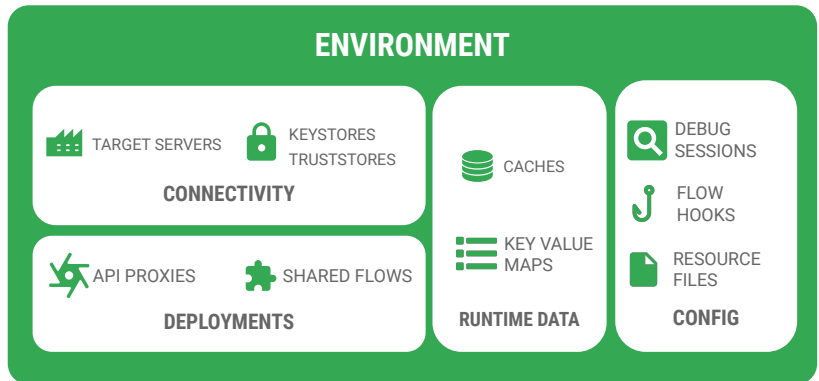 ENVIRONMENT
TARGET SERVERS
KEYSTORES
TRUSTSTORES
CONNECTIVITY
API PROXIES
SHARED FLOWS
DEPLOYMENTS
CACHES
KEY VALUE
MAPS
RUNTIME DATA
DEBUG
SESSIONS
FLOW
HOOKS
RESOURCE
FILES
CONFIG